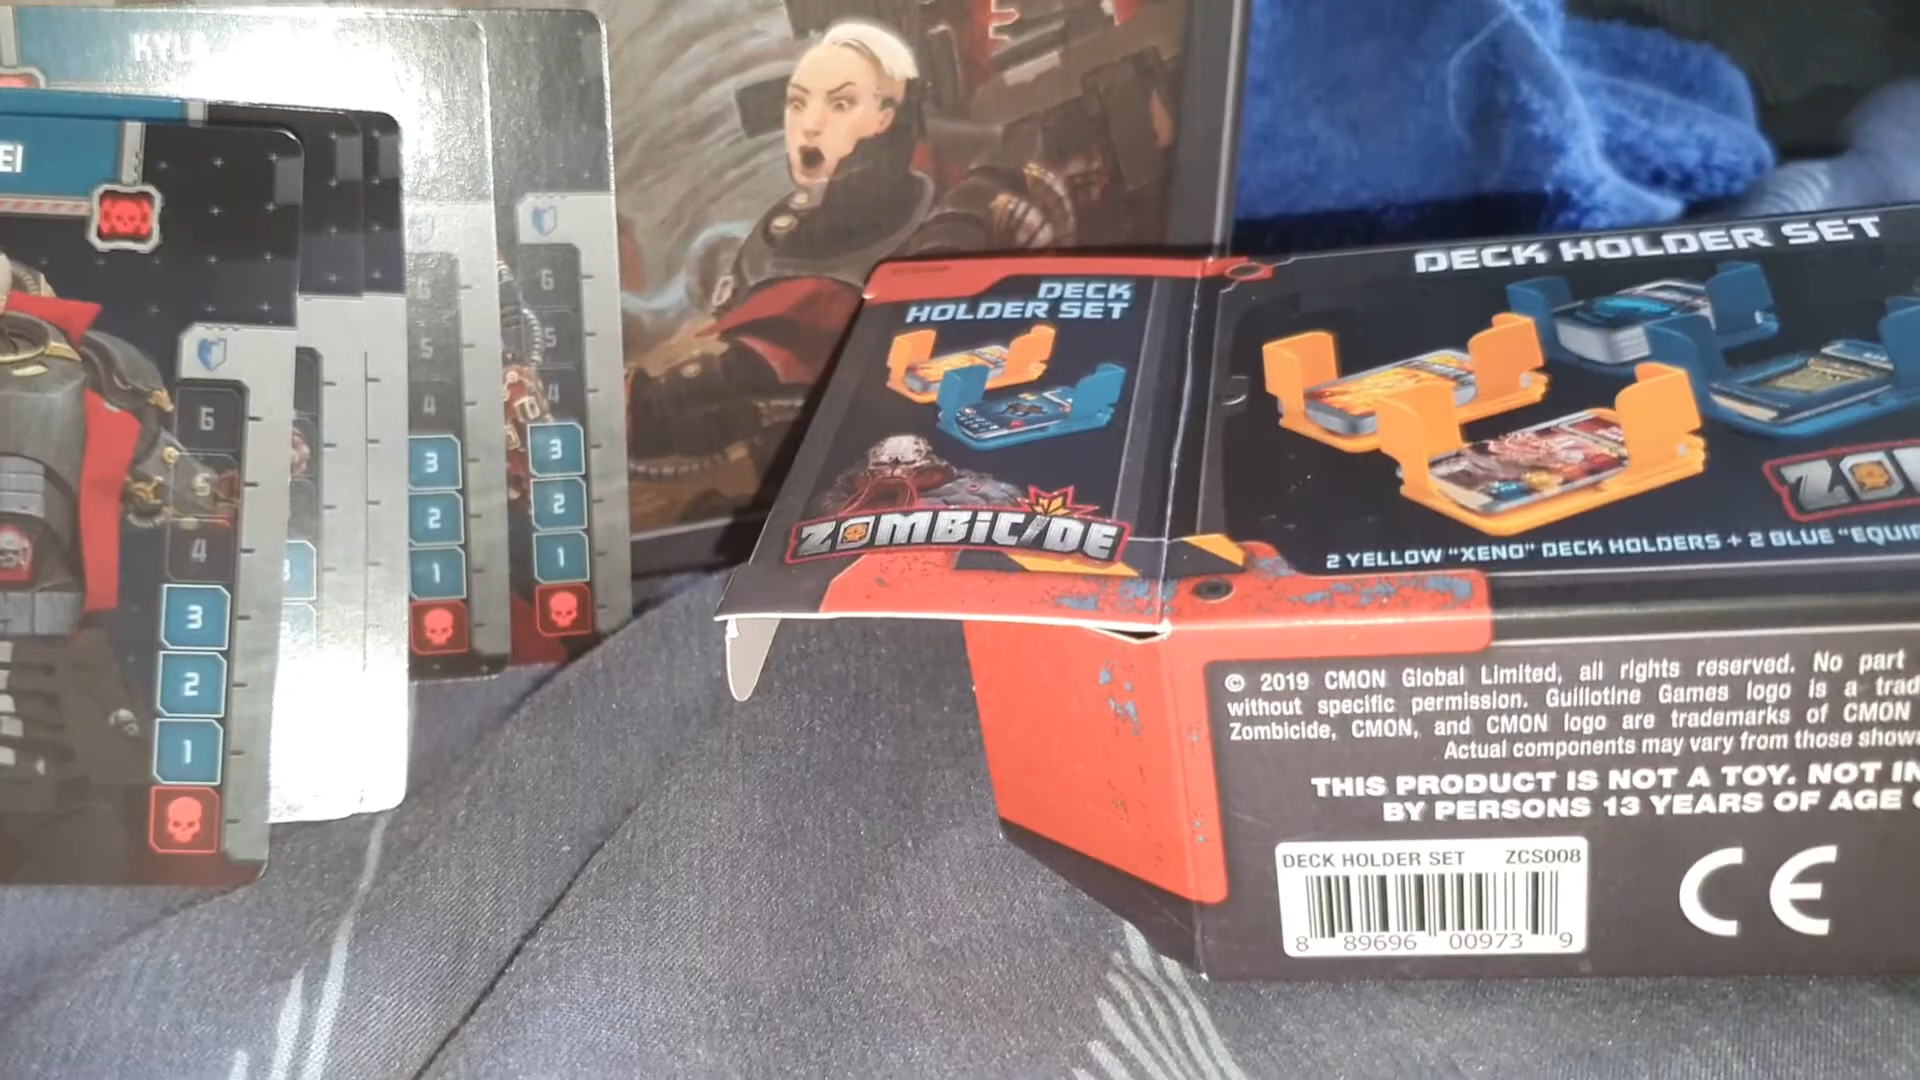 KYL
EI
6
5
4
3
2
1
6
5
4
3
2
1
6
5
4
3
2
1
3
DECK
HOLDER SET
ZOMBICIDE
DECK HOLDER SET
2 YELLOW "XENO" DECK HOLDERS + 2 BLUE "EQUI
© 2019 CMON Global Limited, all rights reserved. No part
without specific permission. Guillotine Games logo is a trad
Zombicide, CMON, and CMON logo are trademarks of CMON
Actual components may vary from those show
THIS PRODUCT IS NOT A TOY. NOT IN
BY PERSONS 13 YEARS OF AGE
DECK HOLDER SET ZCS008
8 89696 00973 9
CE